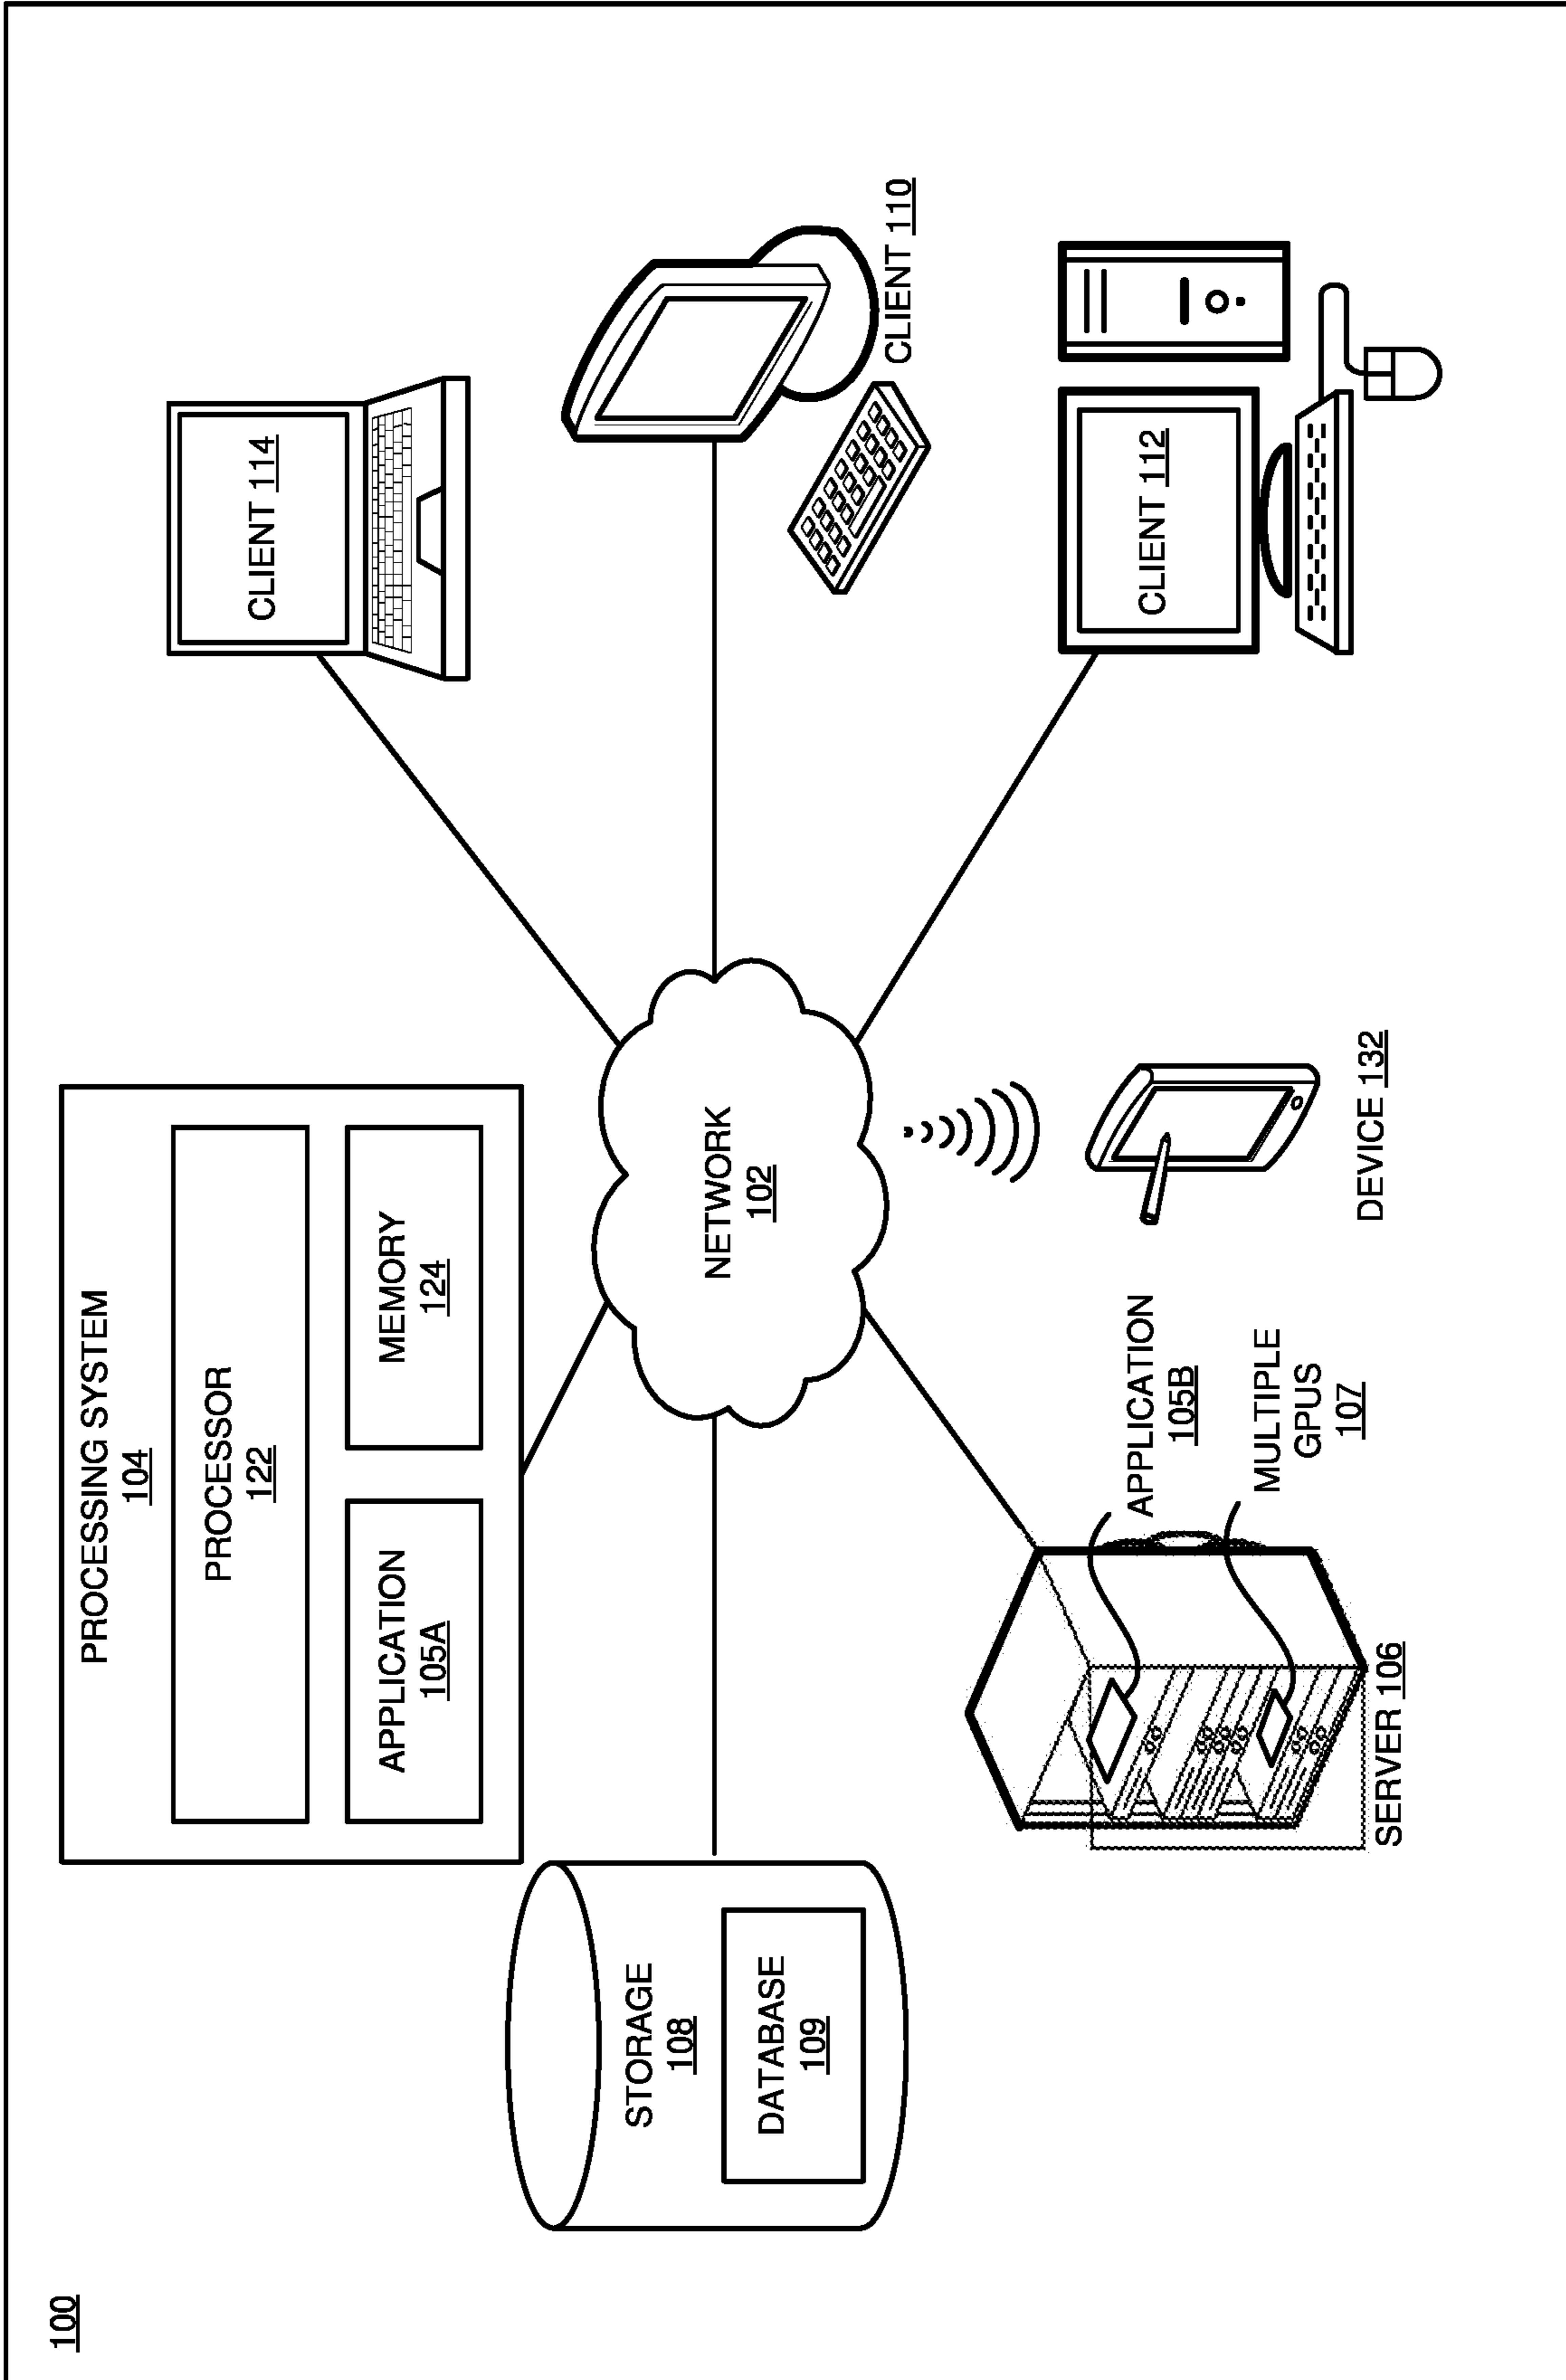 100
PROCESSING SYSTEM
104
PROCESSOR
122
APPLICATION
105A
MEMORY
124
STORAGE
108
DATABASE
109
NETWORK
102
CLIENT 114
CLIENT 110
CLIENT 112
DEVICE 132
APPLICATION
105B
MULTIPLE
GPUS
107
SERVER 106